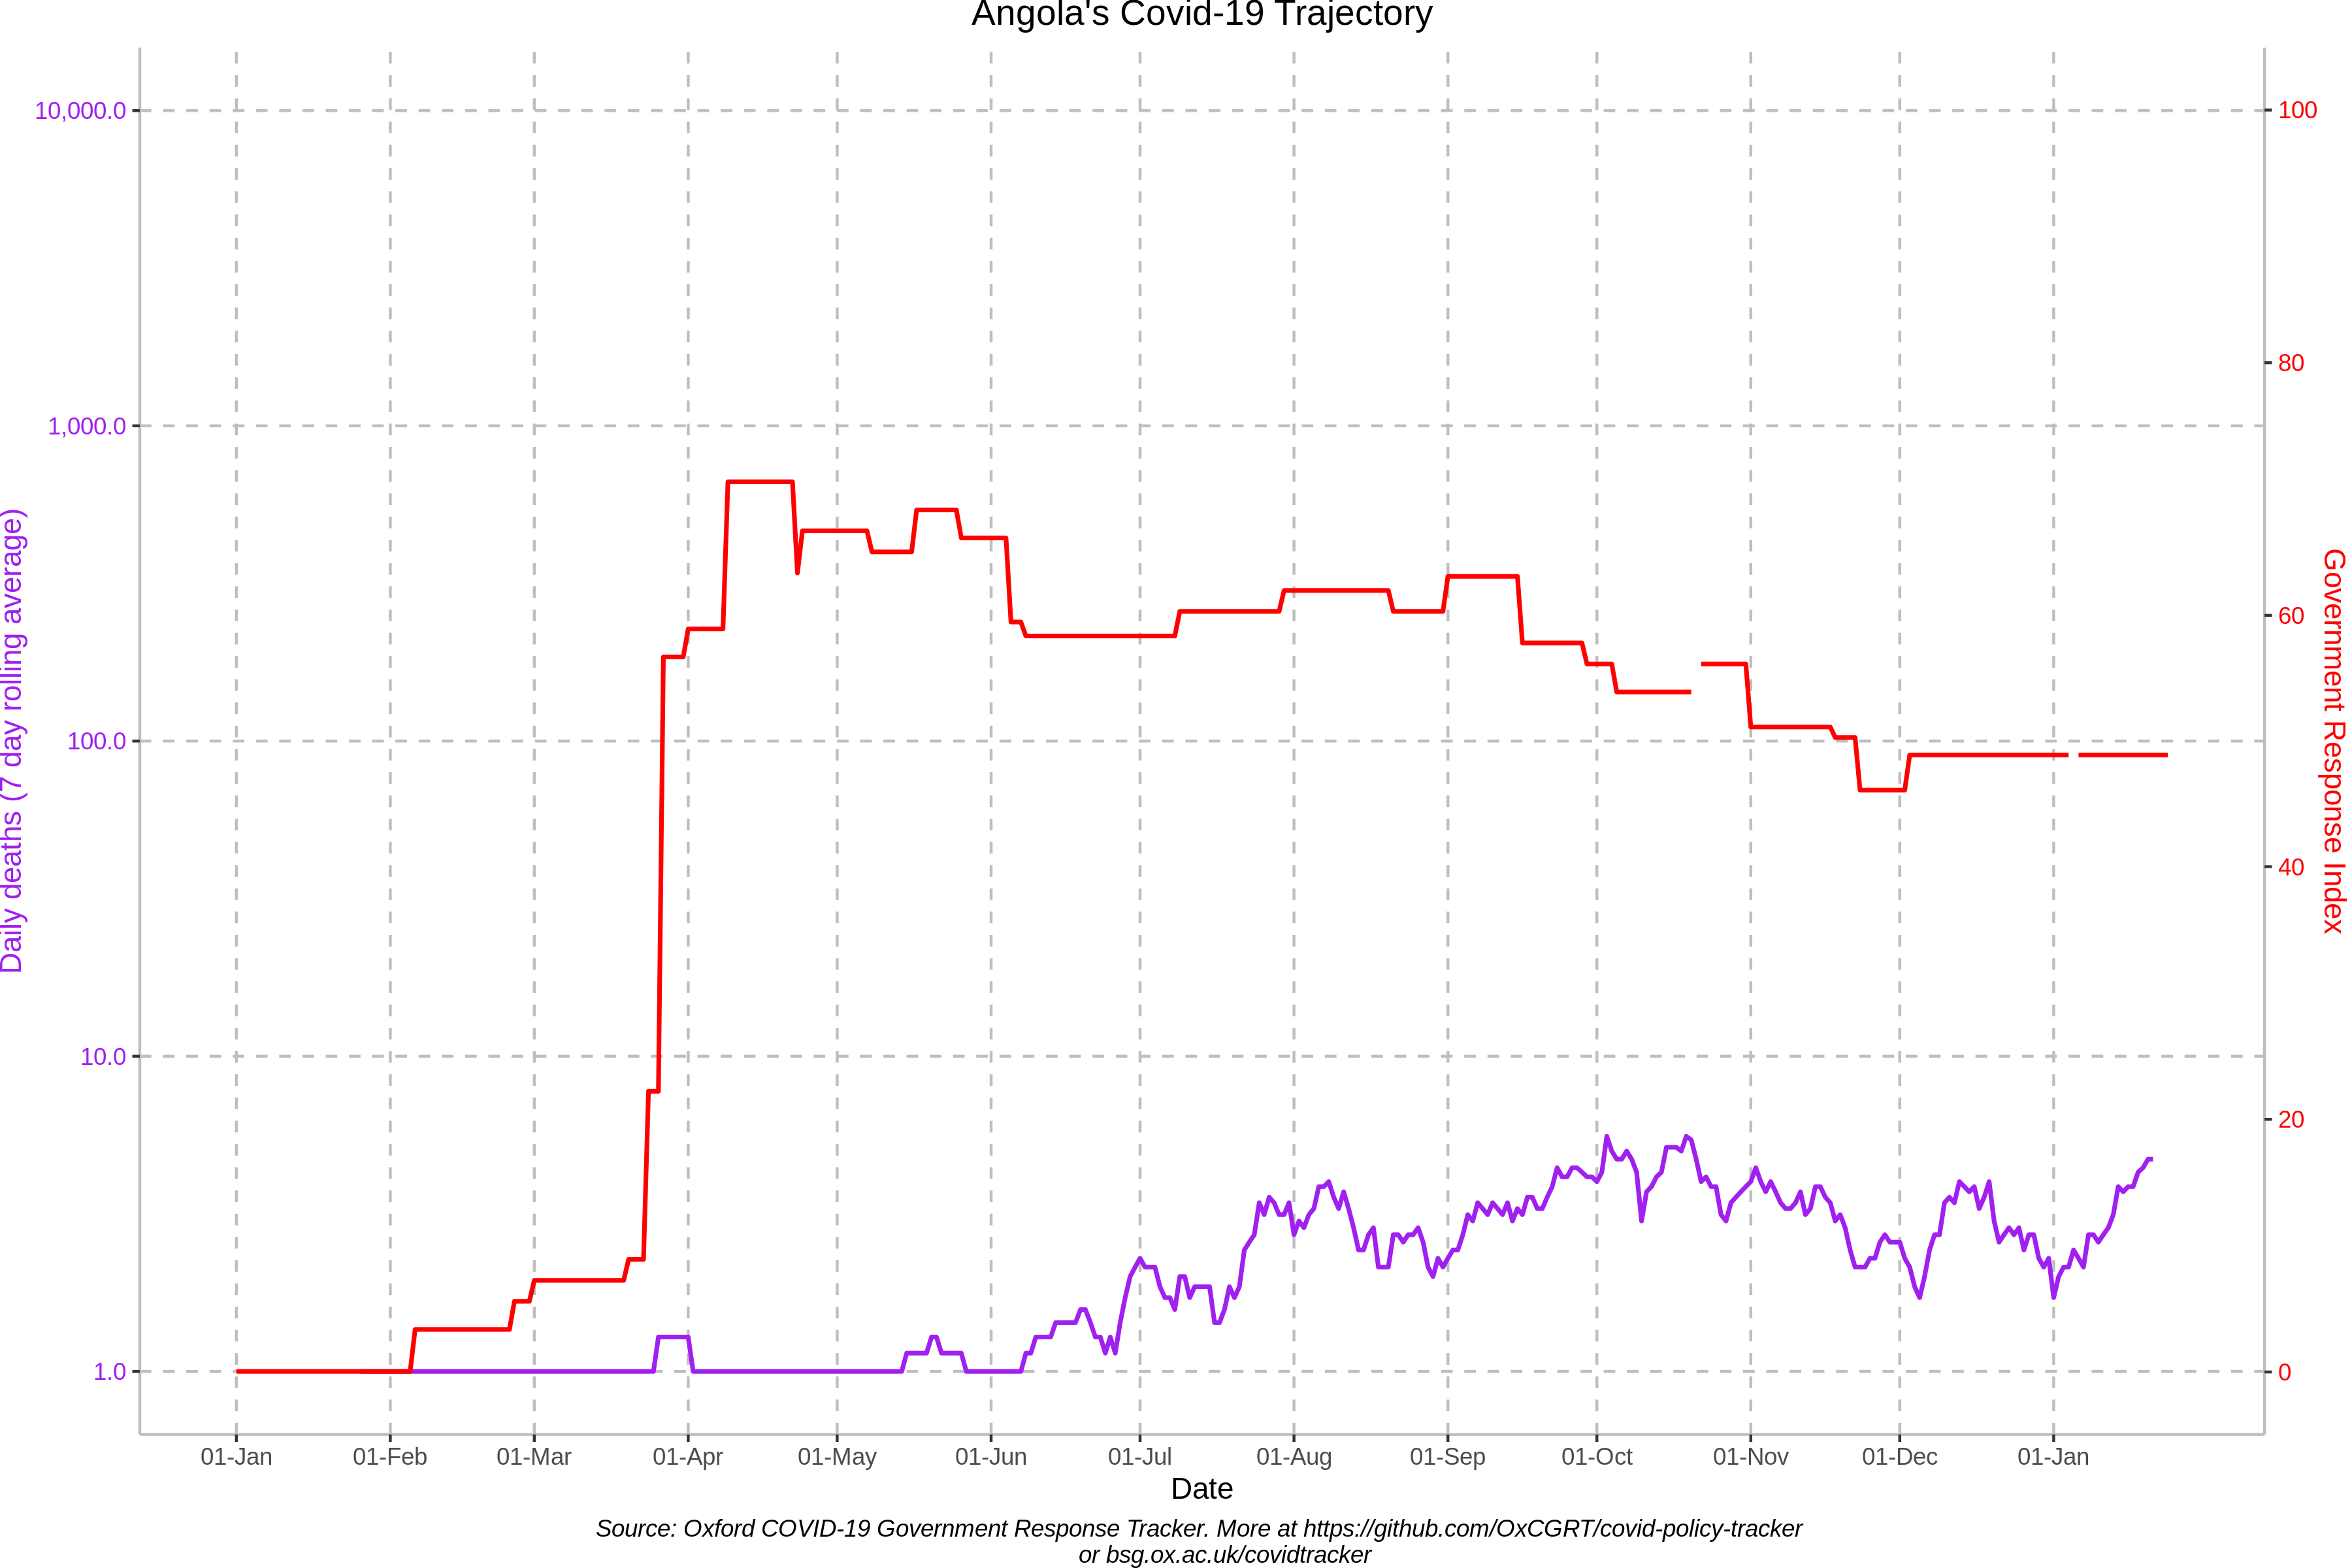 Angola's Covid-19 Trajectory
10,000.0
1,000.0
100.0
10.0
1.0
Daily deaths (7 day rolling average)
100
80
60
40
20
0
Government Response Index
01-Jan
01-Feb
01-Mar
01-Apr
01-May
01-Jun
01-Jul
01-Aug
01-Sep
01-Oct
01-Nov
01-Dec
01-Jan
Date
Source: Oxford COVID-19 Government Response Tracker. More at https://github.com/OxCGRT/covid-policy-tracker
or bsg.ox.ac.uk/covidtracker